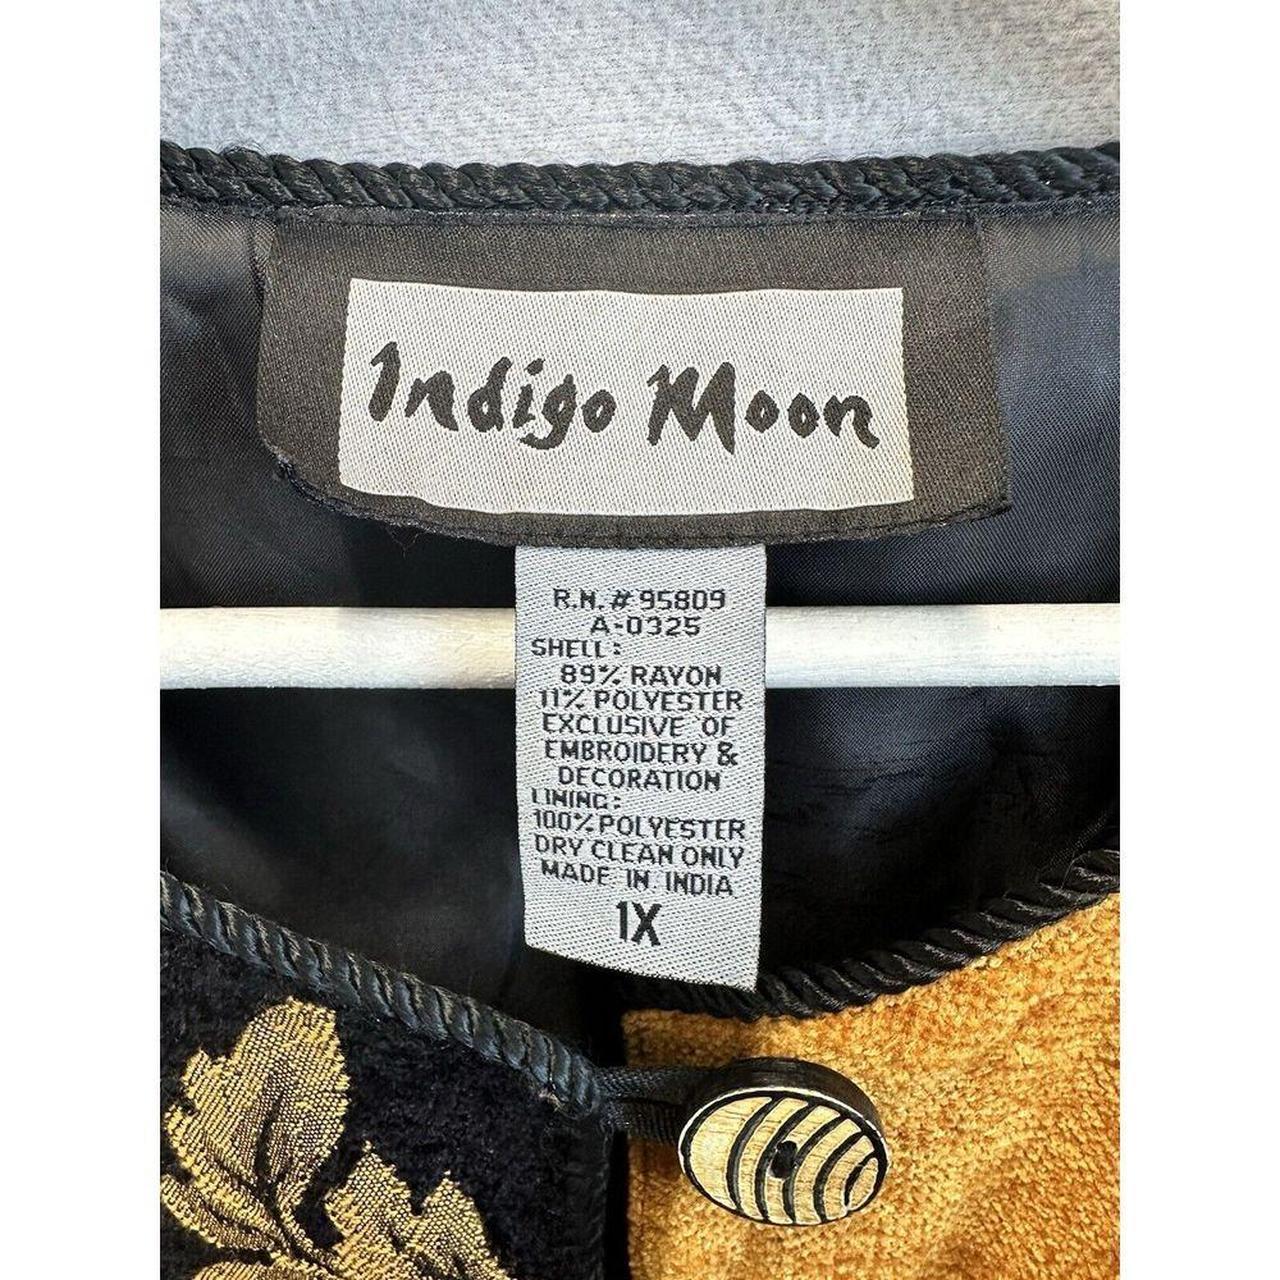 Indigo Moon
R.N. # 95809
A-0325
SHELL:
89% RAYON
11% POLYESTER
EXCLUSIVE OF
EMBROIDERY &
DECORATION
LINING:
100% POLYESTER
DRY CLEAN ONLY
MADE IN INDIA
1X